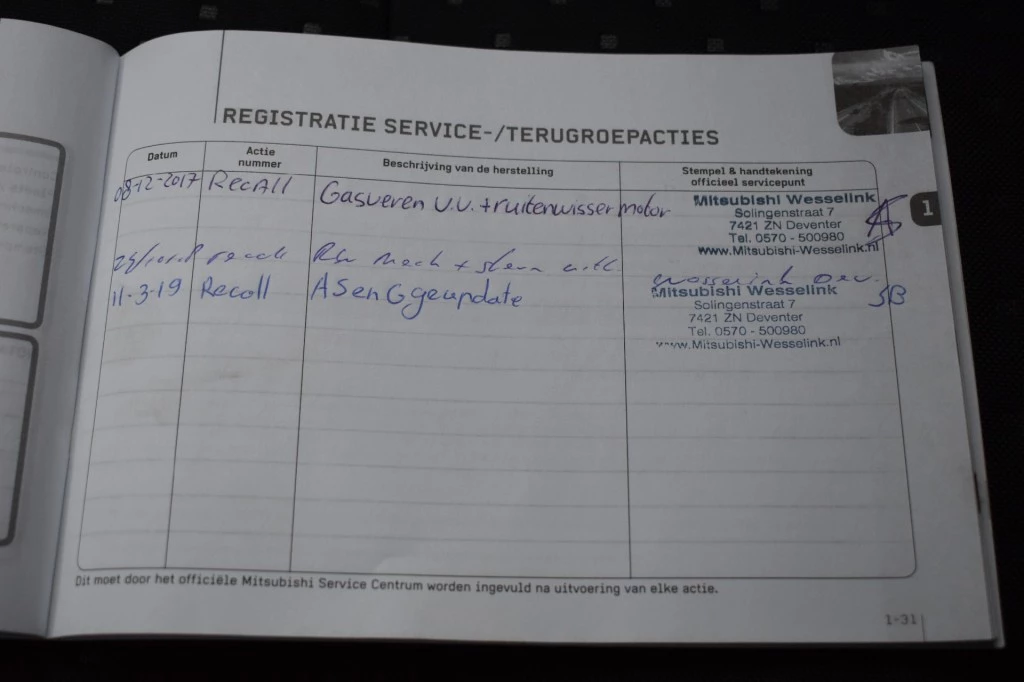 REGISTRATIE SERVICE-/TERUGROEPACTIES
Datum
Actie
nummer
Beschrijving van de herstelling
Stempel & handtekening
officieel servicepunt
08-12-2017 RecAll Gasveren V.V. + ruitenwisser motor
Mitsubishi Wesselink
Solingenstraat 7
7421 ZN Deventer
Tel. 0570 - 500980
www.Mitsubishi-Wesselink.nl
1
mech +
11-3-19 Recall ASenG geupdate
Mitsubishi Wesselink
SB
Solingenstraat 7
7421 ZN Deventer
Tel. 0570 - 500980
www.Mitsubishi-Wesselink.nl
Dit moet door het officiële Mitsubishi Service Centrum worden ingevuld na uitvoering van elke actie.
1-31